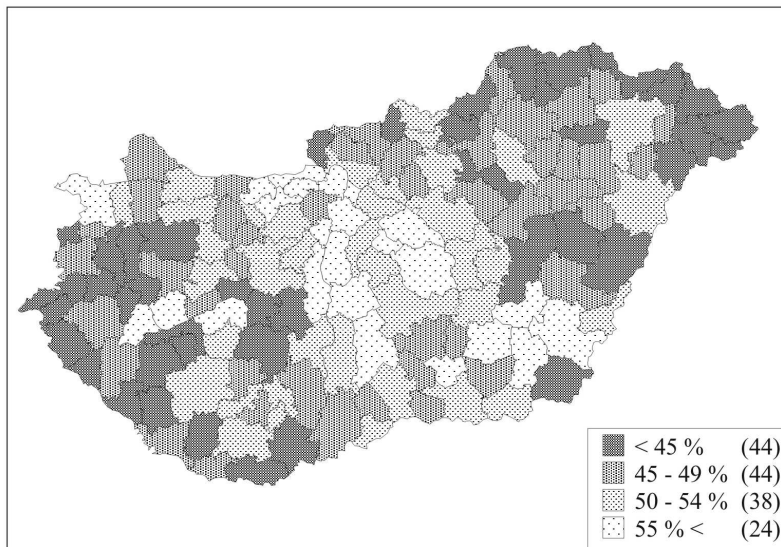 < 45 % (44)
45 - 49 % (44)
50 - 54 % (38)
55 % < (24)